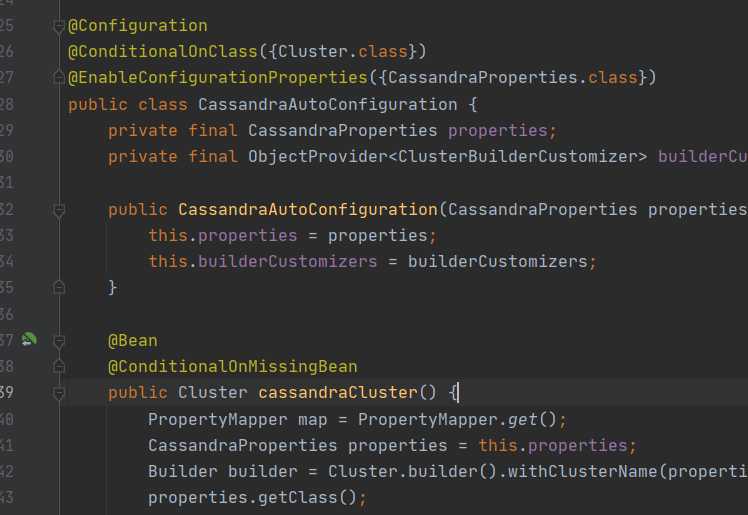 24
25 @Configuration
26 @ConditionalOnClass({Cluster.class})
27 @EnableConfigurationProperties({CassandraProperties.class})
28 public class CassandraAutoConfiguration {
29 private final CassandraProperties properties;
30 private final ObjectProvider<ClusterBuilderCustomizer> builderCu
31
32 public CassandraAutoConfiguration(CassandraProperties properties
33 this.properties = properties;
34 this.builderCustomizers = builderCustomizers;
35 }
36
37 @Bean
38 @ConditionalOnMissingBean
39 public Cluster cassandraCluster() {
40 PropertyMapper map = PropertyMapper.get();
41 CassandraProperties properties = this.properties;
42 Builder builder = Cluster.builder().withClusterName(properti
43 properties.getClass();